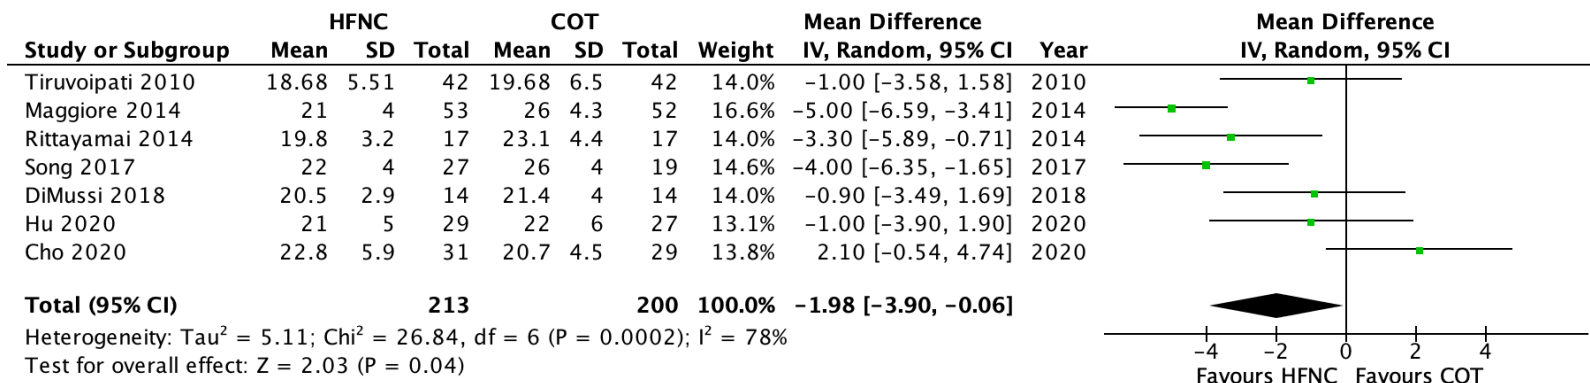 HFNC COT Mean Difference Mean Difference
Study or Subgroup Mean SD Total Mean SD Total Weight IV, Random, 95% CI Year IV, Random, 95% CI
Tiruvoipati 2010 18.68 5.51 42 19.68 6.5 42 14.0% −1.00 [−3.58, 1.58] 2010
Maggiore 2014 21 4 53 26 4.3 52 16.6% −5.00 [−6.59, −3.41] 2014
Rittayamai 2014 19.8 3.2 17 23.1 4.4 17 14.0% −3.30 [−5.89, −0.71] 2014
Song 2017 22 4 27 26 4 19 14.6% −4.00 [−6.35, −1.65] 2017
DiMussi 2018 20.5 2.9 14 21.4 4 14 14.0% −0.90 [−3.49, 1.69] 2018
Hu 2020 21 5 29 22 6 27 13.1% −1.00 [−3.90, 1.90] 2020
Cho 2020 22.8 5.9 31 20.7 4.5 29 13.8% 2.10 [−0.54, 4.74] 2020
Total (95% CI) 213 200 100.0% −1.98 [−3.90, −0.06]
Heterogeneity: Tau² = 5.11; Chi² = 26.84, df = 6 (P = 0.0002); I² = 78%
Test for overall effect: Z = 2.03 (P = 0.04)
−4 −2 0 2 4
Favours HFNC Favours COT